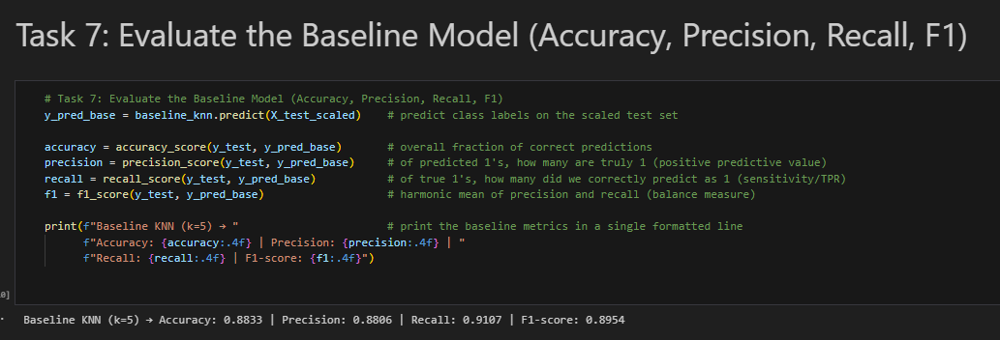 Task 7: Evaluate the Baseline Model (Accuracy, Precision, Recall, F1)
# Task 7: Evaluate the Baseline Model (Accuracy, Precision, Recall, F1)
y_pred_base = baseline_knn.predict(X_test_scaled)    # predict class labels on the scaled test set
accuracy = accuracy_score(y_test, y_pred_base)       # overall fraction of correct predictions
precision = precision_score(y_test, y_pred_base)     # of predicted 1's, how many are truly 1 (positive predictive value)
recall = recall_score(y_test, y_pred_base)           # of true 1's, how many did we correctly predict as 1 (sensitivity/TPR)
f1 = f1_score(y_test, y_pred_base)                   # harmonic mean of precision and recall (balance measure)
print(f"Baseline KNN (k=5) → "                       # print the baseline metrics in a single formatted line
      f"Accuracy: {accuracy:.4f} | Precision: {precision:.4f} | "
      f"Recall: {recall:.4f} | F1-score: {f1:.4f}")
Baseline KNN (k=5) → Accuracy: 0.8833 | Precision: 0.8806 | Recall: 0.9107 | F1-score: 0.8954